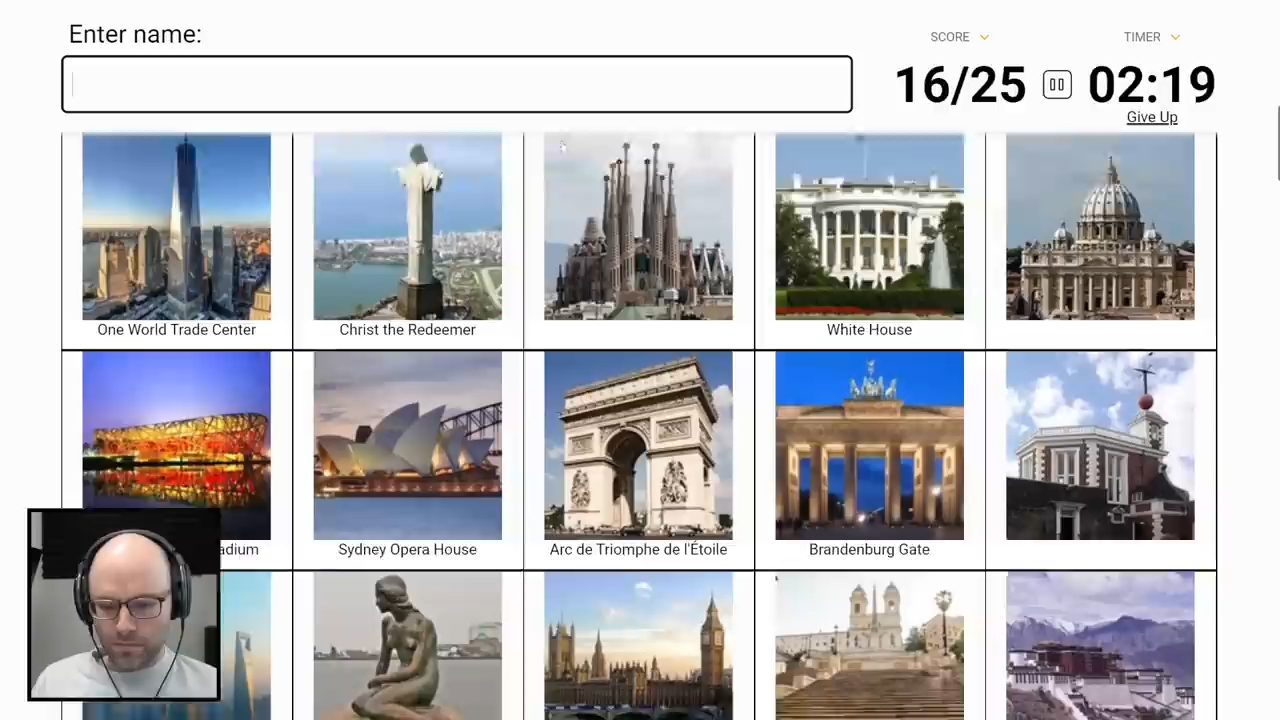 Enter name:
SCORE
TIMER
16/25
02:19
Give Up
One World Trade Center
Christ the Redeemer
White House
adium
Sydney Opera House
Arc de Triomphe de l'Étoile
Brandenburg Gate